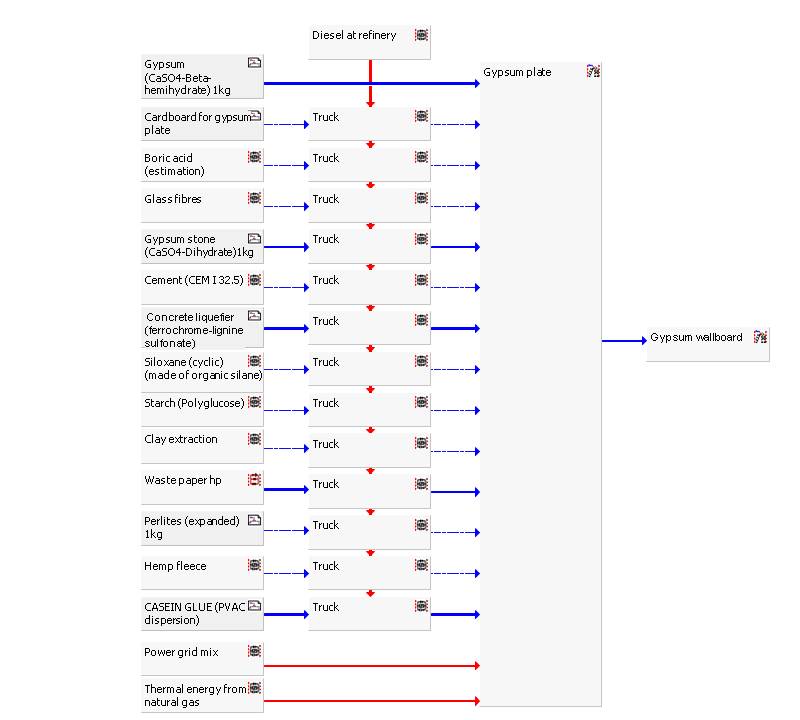 Diesel at refinery
Gypsum
(CaSO4-Beta-
hemihydrate) 1kg
Gypsum plate
Cardboard for gypsum
plate
Truck
Boric acid
(estimation)
Truck
Glass fibres
Truck
Gypsum stone
(CaSO4-Dihydrate)1kg
Truck
Cement (CEM I 32.5)
Truck
Concrete liquefier
(ferrochrome-lignine
sulfonate)
Truck
Gypsum wallboard
Siloxane (cyclic)
(made of organic silane)
Truck
Starch (Polyglucose)
Truck
Clay extraction
Truck
Waste paper hp
Truck
Perlites (expanded)
1kg
Truck
Hemp fleece
Truck
CASEIN GLUE (PVAC
dispersion)
Truck
Power grid mix
Thermal energy from
natural gas